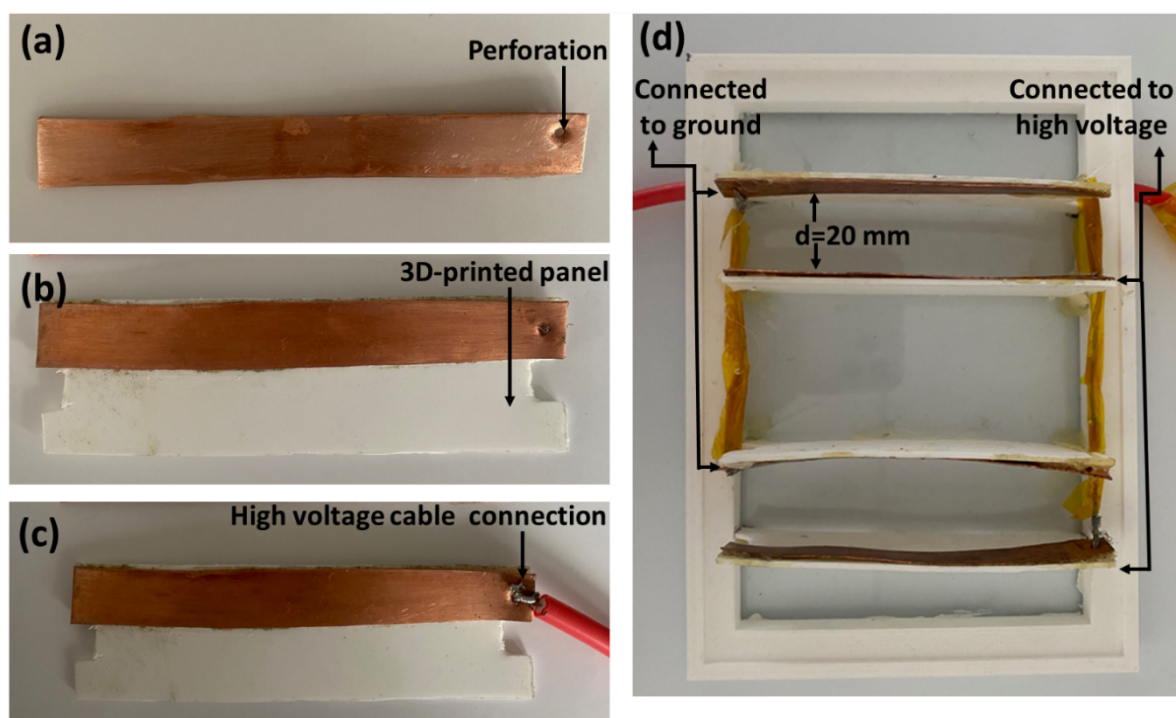 (a)
Perforation
(b)
3D-printed panel
(c)
High voltage cable connection
(d)
Connected
to ground
Connected to
high voltage
d=20 mm